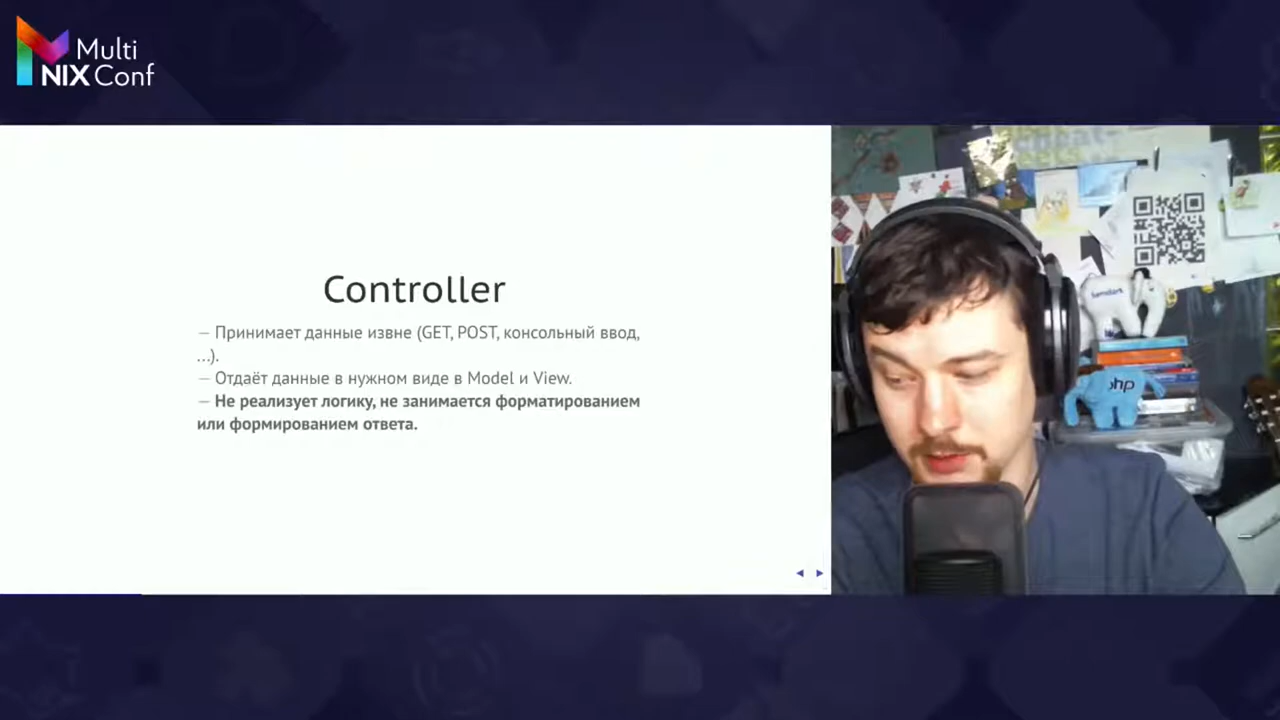 Multi
NIX Conf
Controller
— Принимает данные извне (GET, POST, консольный ввод,
...).
— Отдаёт данные в нужном виде в Model и View.
— Не реализует логику, не занимается форматированием
или формированием ответа.
php